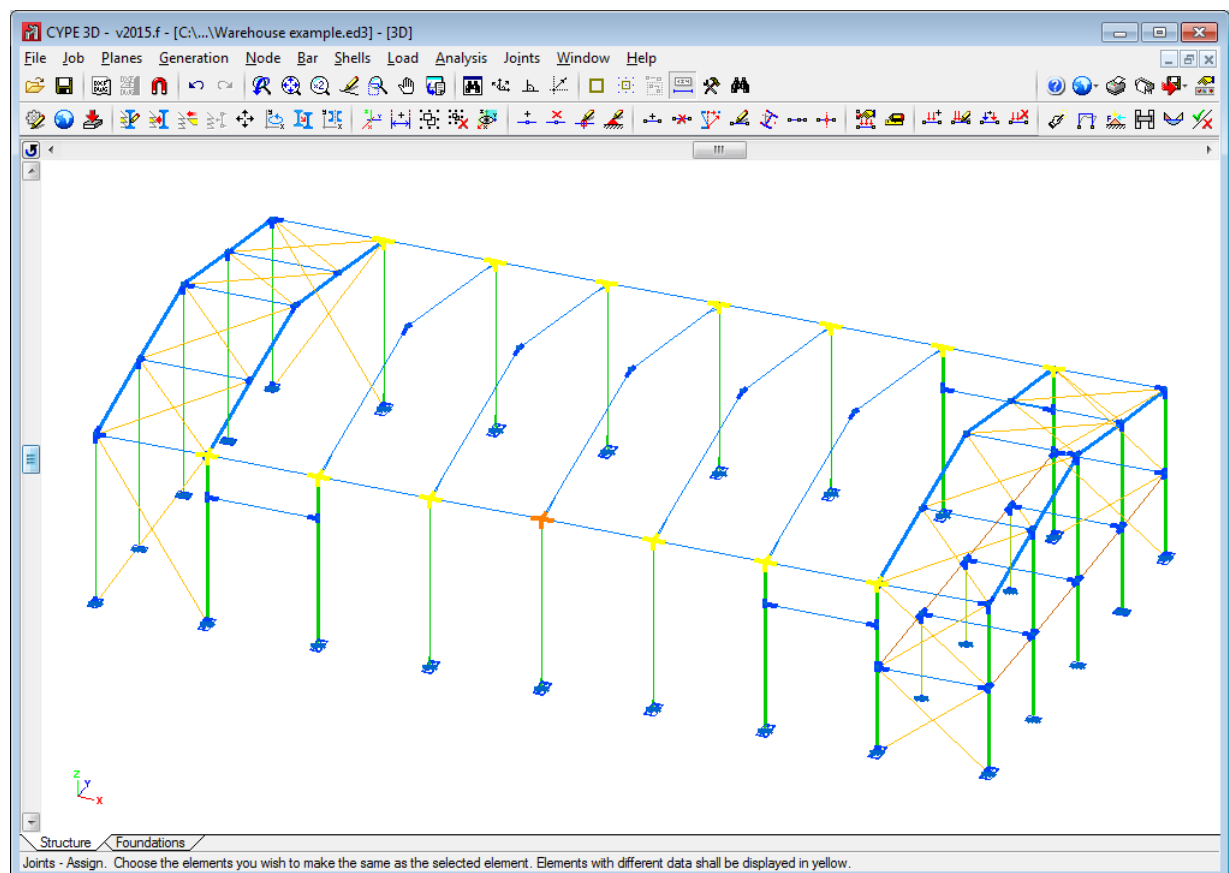 CYPE 3D - v2015.f - [C:\...\Warehouse example.ed3] - [3D]
File Job Planes Generation Node Bar Shells Load Analysis Joints Window Help
Z
Y
X
Structure Foundations
Joints - Assign. Choose the elements you wish to make the same as the selected element. Elements with different data shall be displayed in yellow.